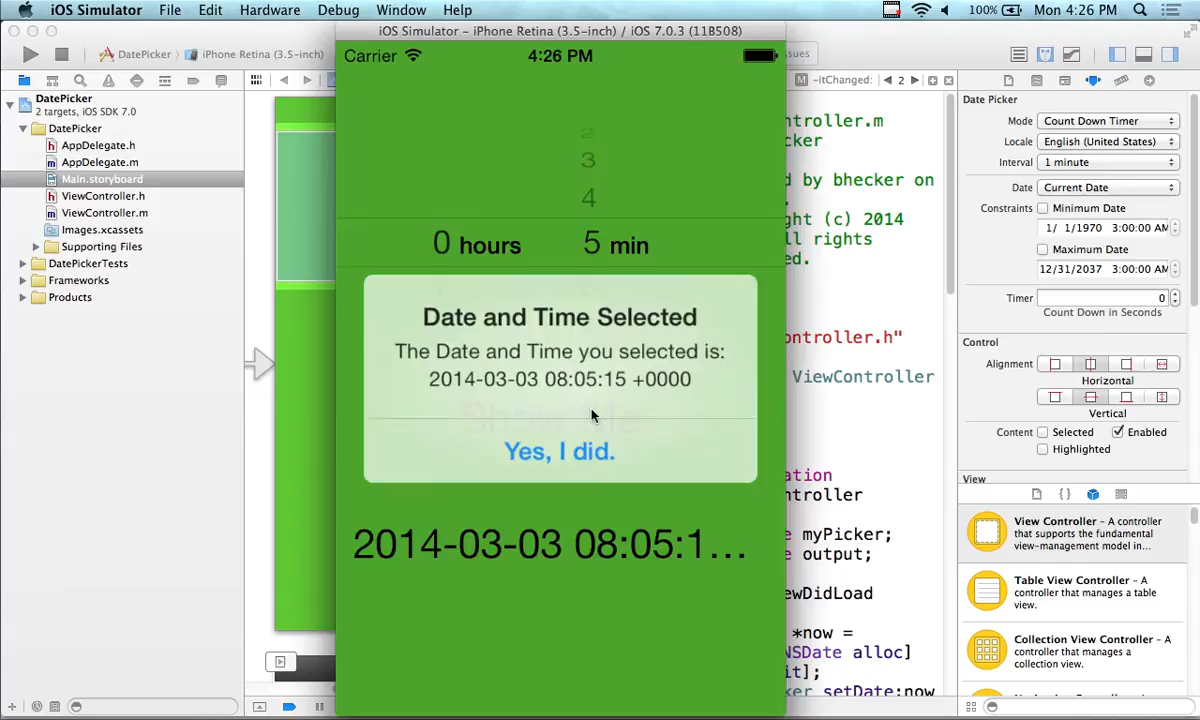 iOS Simulator File Edit Hardware Debug Window Help 100% Mon 4:26 PM
iOS Simulator – iPhone Retina (3.5-inch) / iOS 7.0.3 (11B508)
DatePicker iPhone Retina (3.5-inch) sues
-itChanged: 2
DatePicker
2 targets, iOS SDK 7.0
DatePicker
AppDelegate.h
AppDelegate.m
Main.storyboard
ViewController.h
ViewController.m
Images.xcassets
Supporting Files
DatePickerTests
Frameworks
Products
Carrier 4:26 PM
2
3
4
0 hours 5 min
Date and Time Selected
The Date and Time you selected is:
2014-03-03 08:05:15 +0000
Show Me
Yes, I did.
2014-03-03 08:05:1...
ntroller.m
cker
d by bhecker on
.
ght (c) 2014
ll rights
ed.
ontroller.h"
ViewController
ation
ntroller
e myPicker;
e output;
ewDidLoad
*now =
NSDate alloc]
it];
ker setDate:now
Date Picker
Mode Count Down Timer
Locale English (United States)
Interval 1 minute
Date Current Date
Constraints Minimum Date
1/ 1/1970 3:00:00 AM
Maximum Date
12/31/2037 3:00:00 AM
Timer 0
Count Down in Seconds
Control
Alignment
Horizontal
Vertical
Content Selected Enabled
Highlighted
View
View Controller – A controller
that supports the fundamental
view-management model in...
Table View Controller – A
controller that manages a table
view.
Collection View Controller – A
controller that manages a
collection view.